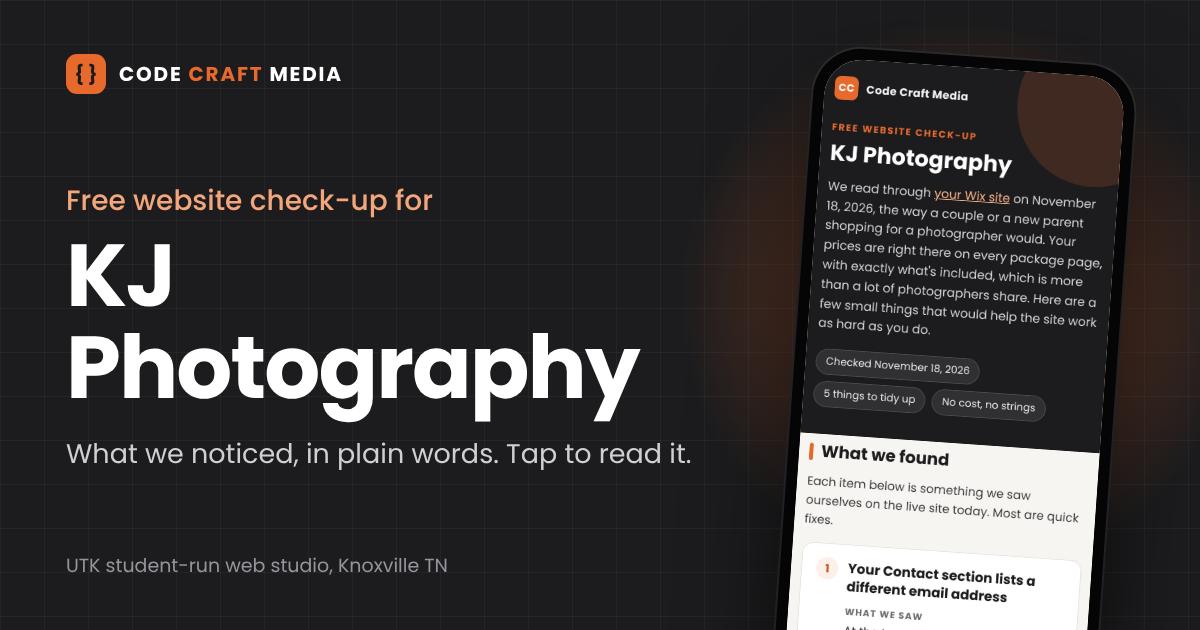 { } CODE CRAFT MEDIA
Free website check-up for
KJ
Photography
What we noticed, in plain words. Tap to read it.
UTK student-run web studio, Knoxville TN
CC Code Craft Media
FREE WEBSITE CHECK-UP
KJ Photography
We read through your Wix site on November
18, 2026, the way a couple or a new parent
shopping for a photographer would. Your
prices are right there on every package page,
with exactly what's included, which is more
than a lot of photographers share. Here are a
few small things that would help the site work
as hard as you do.
Checked November 18, 2026
5 things to tidy up
No cost, no strings
What we found
Each item below is something we saw
ourselves on the live site today. Most are quick
fixes.
1 Your Contact section lists a
different email address
WHAT WE SAW